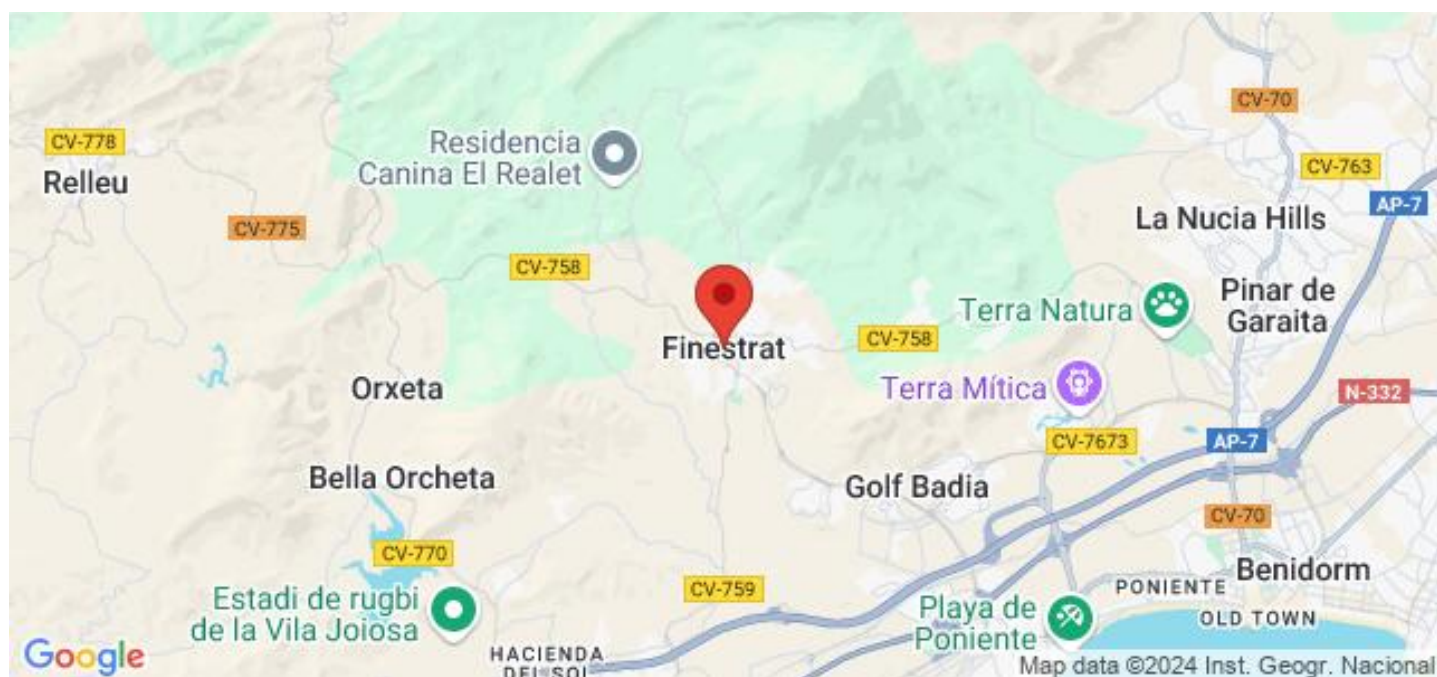 CV-70
CV-778
Residencia
Canina El Realet
CV-763
Relleu
AP-7
La Nucia Hills
CV-775
CV-758
Terra Natura
Pinar de
Garaita
CV-758
Finestrat
Orxeta
Terra Mítica
N-332
CV-7673
AP-7
Bella Orcheta
Golf Badia
CV-70
CV-770
Benidorm
CV-759
PONIENTE
Estadi de rugbi
de la Vila Joiosa
Playa de
Poniente
OLD TOWN
HACIENDA
DEL SOL
Google
Map data ©2024 Inst. Geogr. Nacional